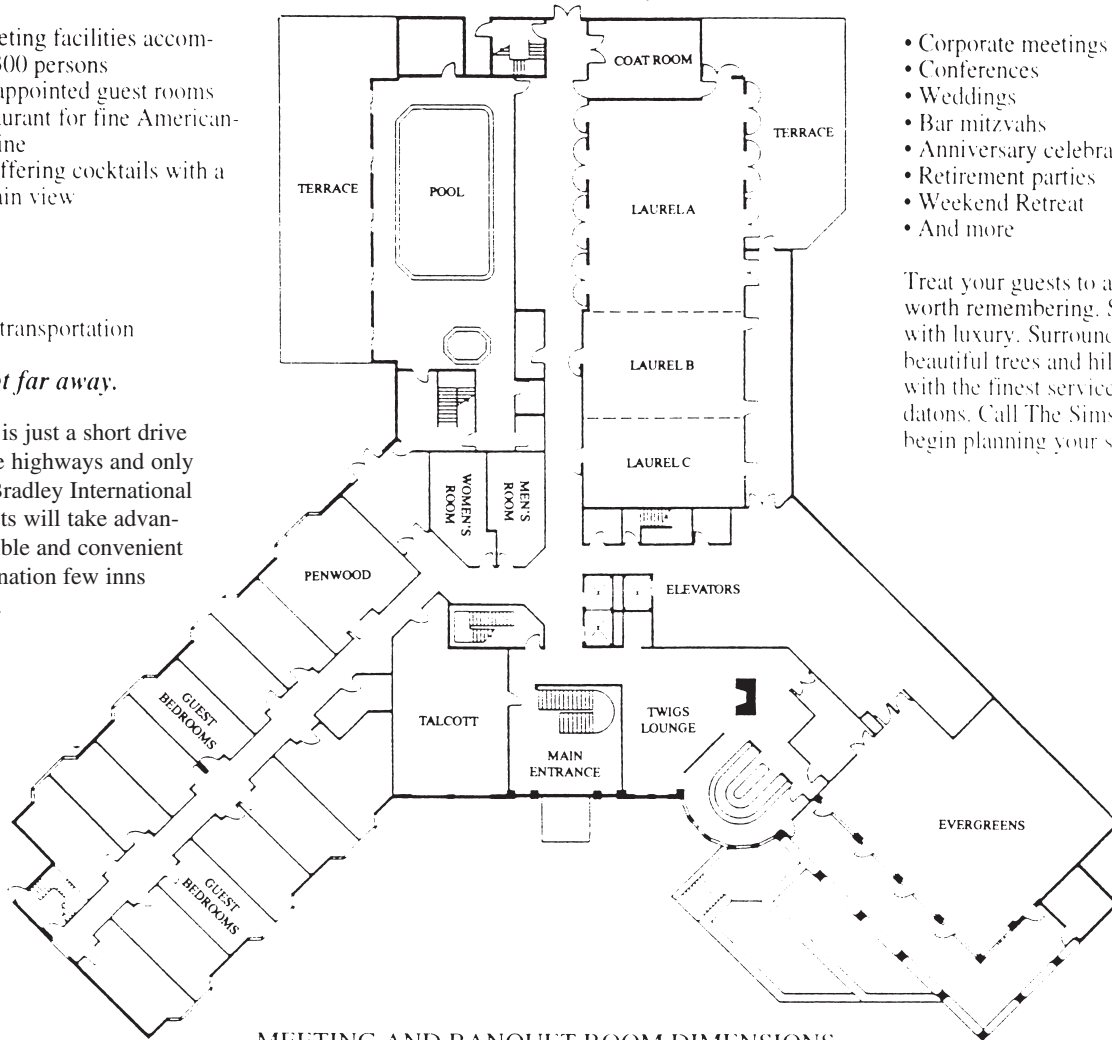 eting facilities accom-
300 persons
appointed guest rooms
aurant for fine American-
ine
ffering cocktails with a
ain view
transportation
t far away.
is just a short drive
e highways and only
Bradley International
ts will take advan-
ble and convenient
nation few inns
• Corporate meetings
• Conferences
• Weddings
• Bar mitzvahs
• Anniversary celebra
• Retirement parties
• Weekend Retreat
• And more
Treat your guests to a
worth remembering. S
with luxury. Surround
beautiful trees and hil
with the finest service
datons. Call The Sims
begin planning your s
COAT ROOM
TERRACE
POOL
TERRACE
LAUREL A
LAUREL B
LAUREL C
WOMEN'S
ROOM
MEN'S
ROOM
PENWOOD
ELEVATORS
GUEST
BEDROOMS
TALCOTT
TWIGS
LOUNGE
MAIN
ENTRANCE
EVERGREENS
GUEST
BEDROOMS
MEETING AND BANQUET ROOM DIMENSIONS